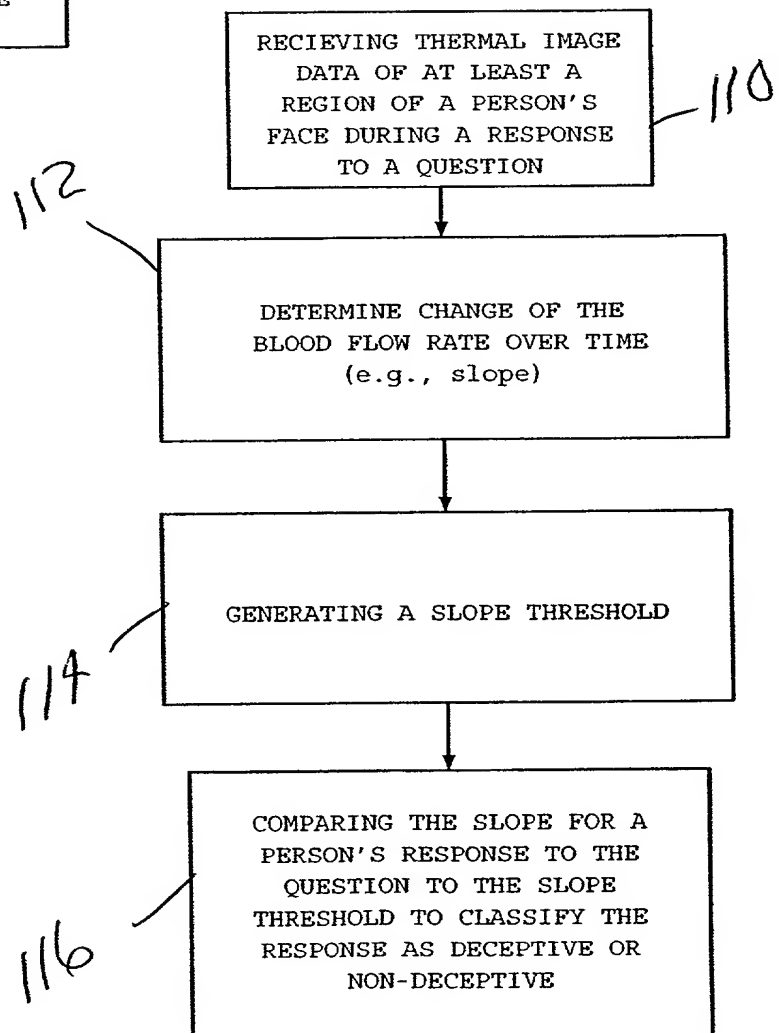 RECIEVING THERMAL IMAGE
DATA OF AT LEAST A
REGION OF A PERSON'S
FACE DURING A RESPONSE
TO A QUESTION
110
112
DETERMINE CHANGE OF THE
BLOOD FLOW RATE OVER TIME
(e.g., slope)
GENERATING A SLOPE THRESHOLD
114
COMPARING THE SLOPE FOR A
PERSON'S RESPONSE TO THE
QUESTION TO THE SLOPE
THRESHOLD TO CLASSIFY THE
RESPONSE AS DECEPTIVE OR
NON-DECEPTIVE
116